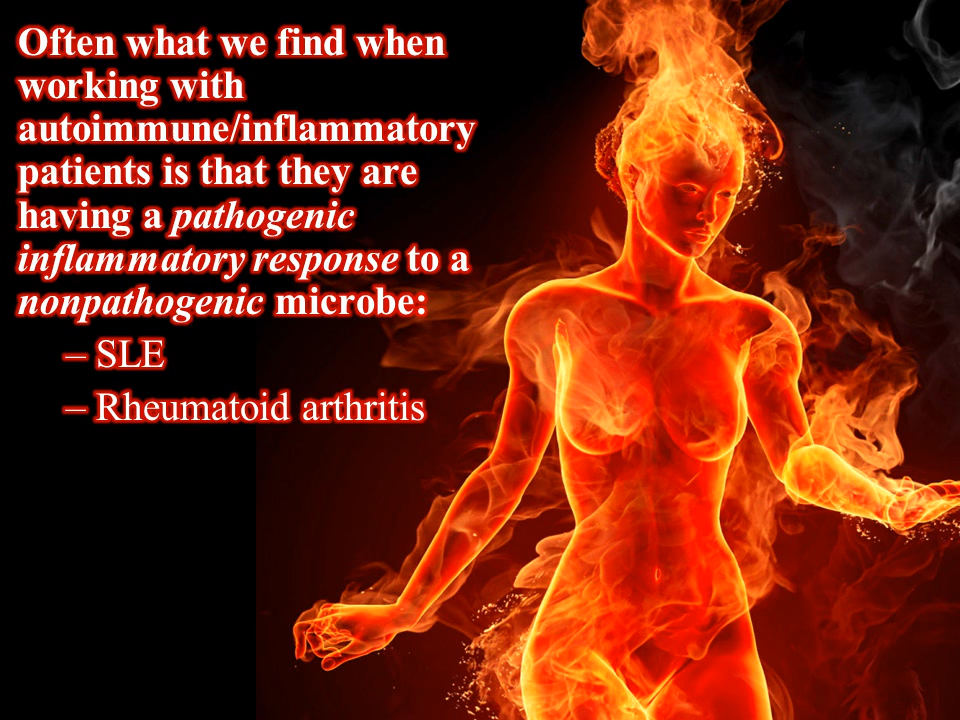 Often what we find when
working with
autoimmune/inflammatory
patients is that they are
having a pathogenic
inflammatory response to a
nonpathogenic microbe:
– SLE
– Rheumatoid arthritis